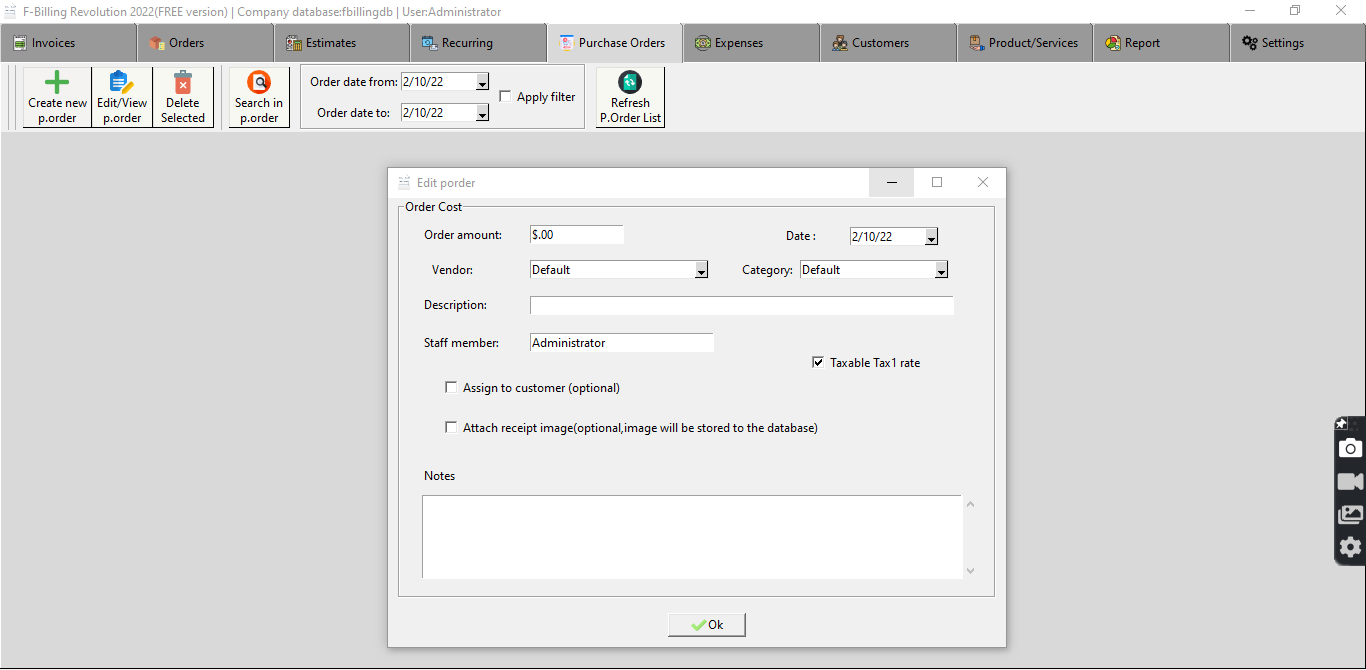 F-Billing Revolution 2022(FREE version) | Company database:fbillingdb | User:Administrator
Invoices
Orders
Estimates
Recurring
Purchase Orders
Expenses
Customers
Product/Services
Report
Settings
Create new
p.order
Edit/View
p.order
Delete
Selected
Search in
p.order
Order date from: 2/10/22
Order date to: 2/10/22
Apply filter
Refresh
P.Order List
Edit porder
Order Cost
Order amount: $.00
Date : 2/10/22
Vendor: Default
Category: Default
Description:
Staff member: Administrator
Taxable Tax1 rate
Assign to customer (optional)
Attach receipt image(optional,image will be stored to the database)
Notes
Ok